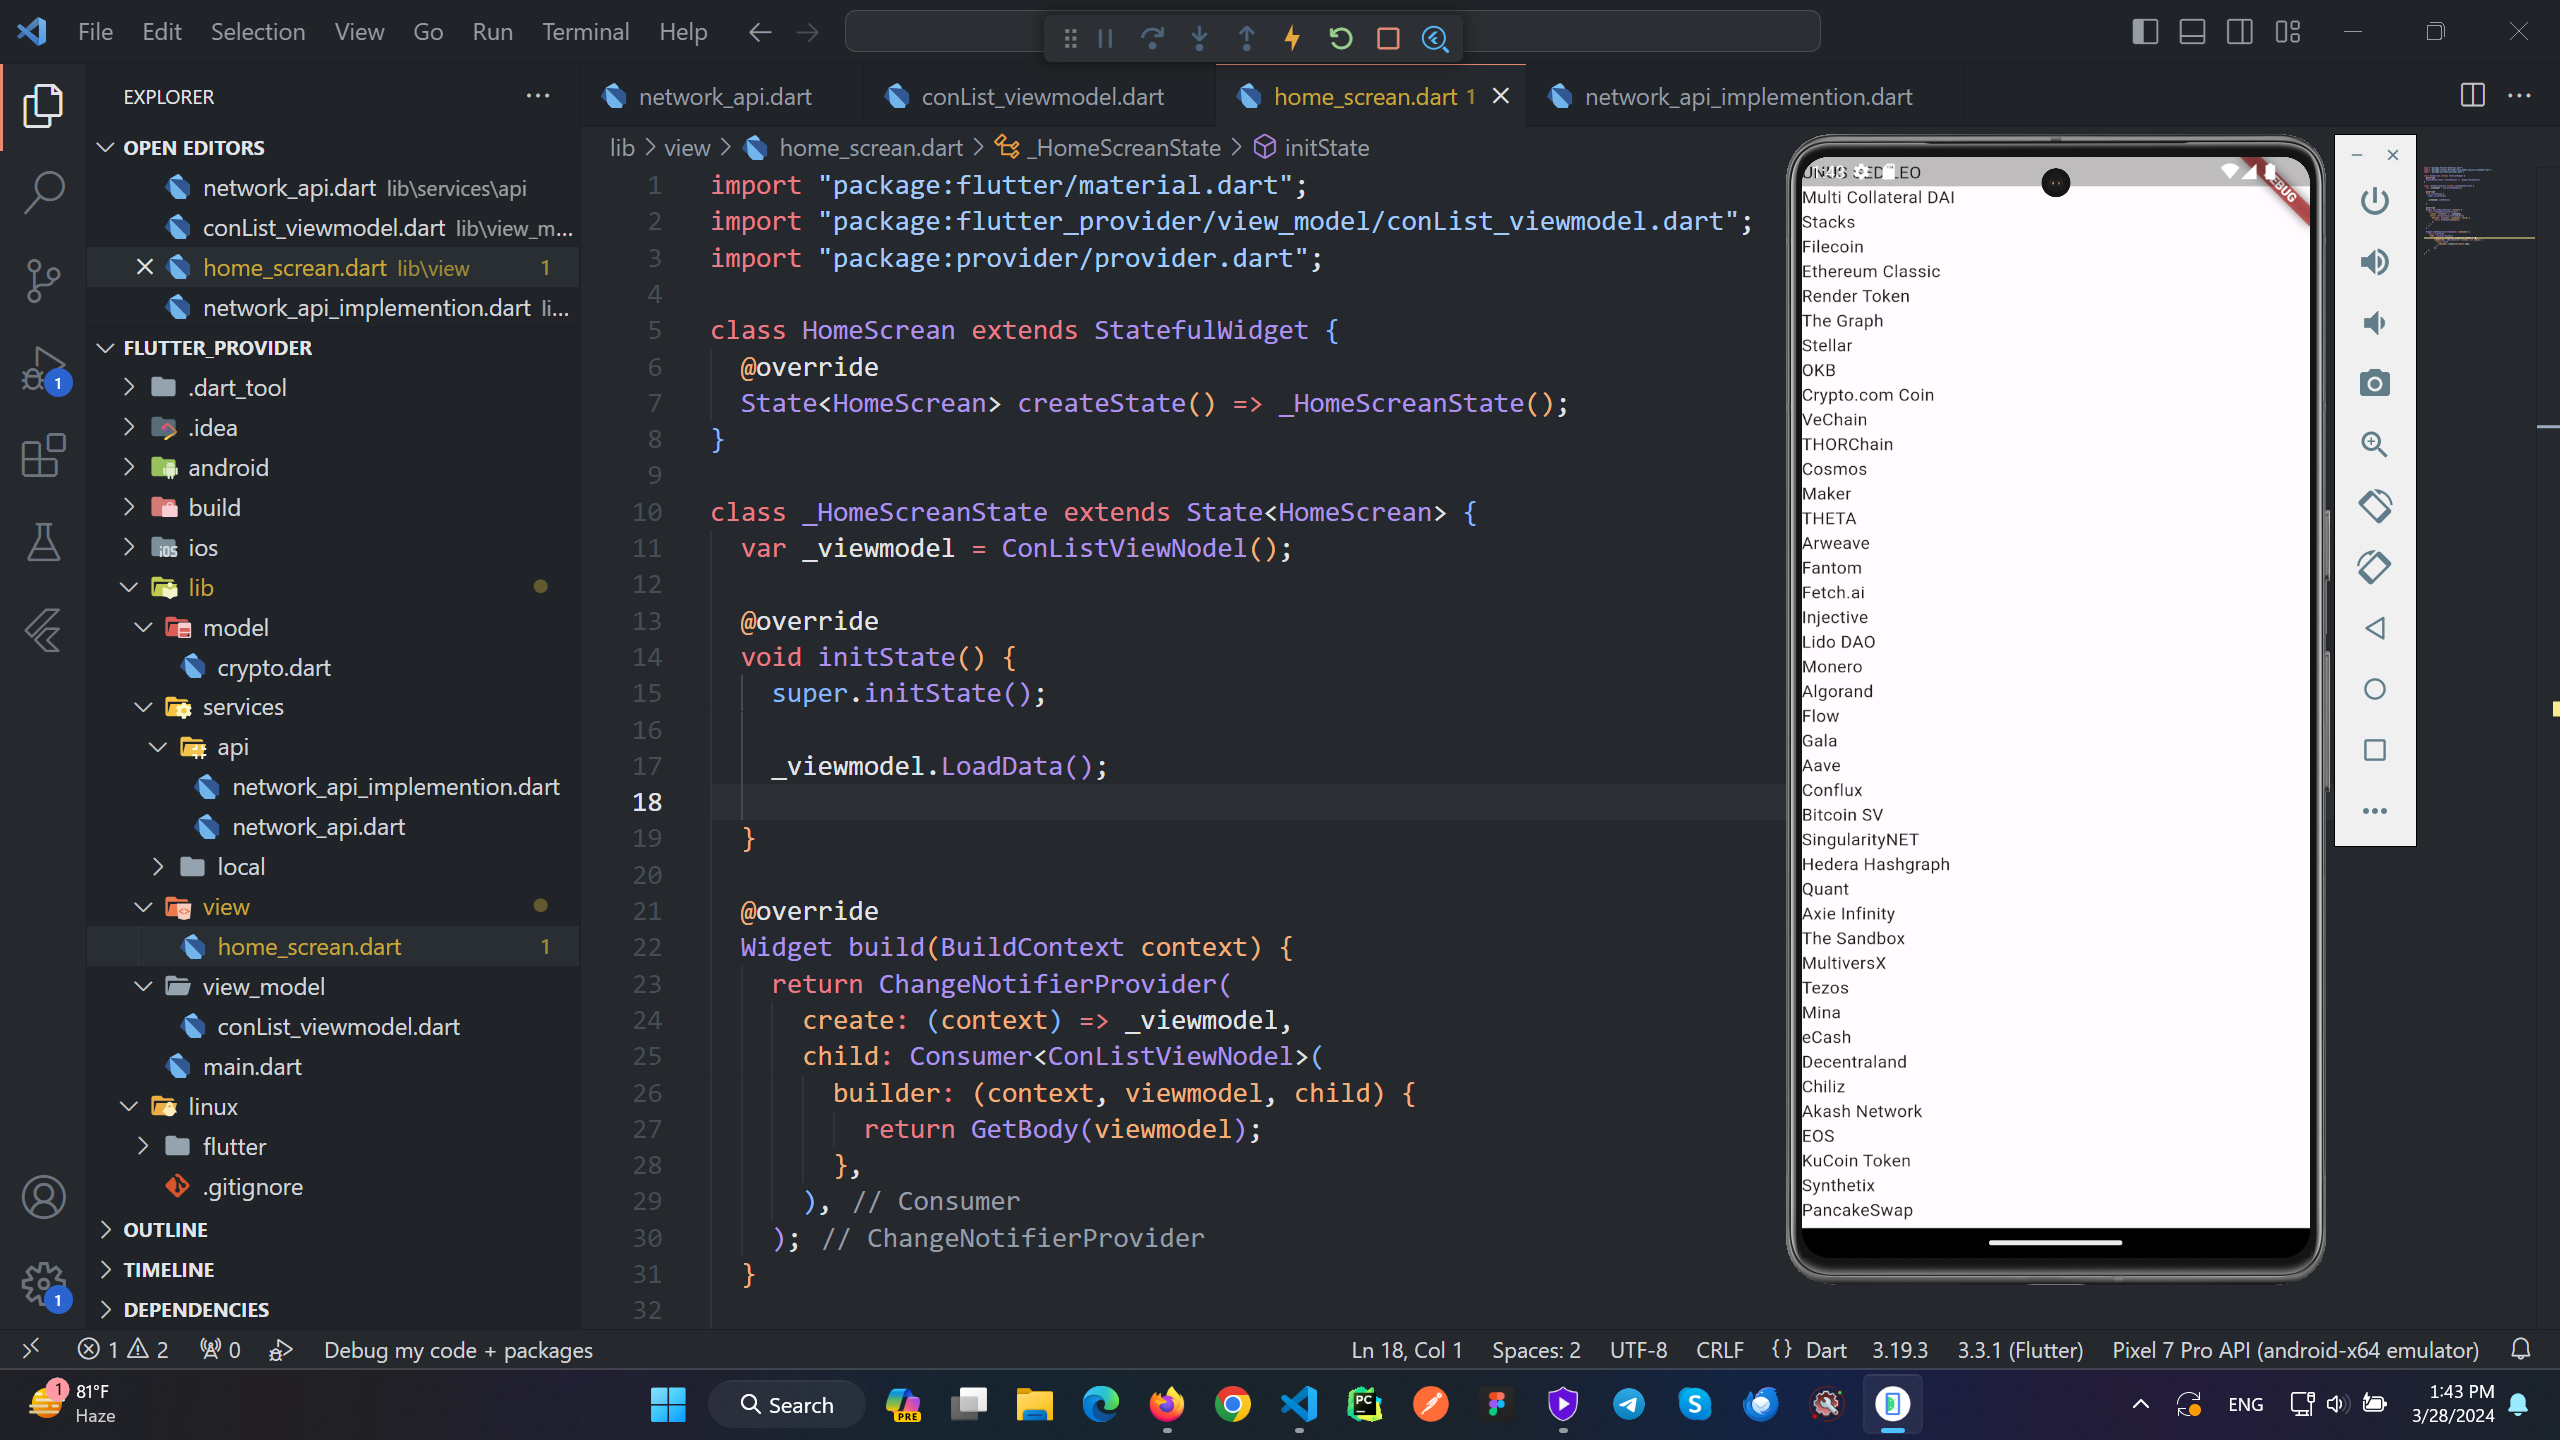 File Edit Selection View Go Run Terminal Help
EXPLORER
OPEN EDITORS
network_api.dart lib\services\api
conList_viewmodel.dart lib\view_m...
home_screan.dart lib\view 1
network_api_implemention.dart li...
FLUTTER_PROVIDER
.dart_tool
.idea
android
build
ios
lib
model
crypto.dart
services
api
network_api_implemention.dart
network_api.dart
local
view
home_screan.dart 1
view_model
conList_viewmodel.dart
main.dart
linux
flutter
.gitignore
OUTLINE
TIMELINE
DEPENDENCIES
1
1
network_api.dart conList_viewmodel.dart home_screan.dart 1 network_api_implemention.dart
lib > view > home_screan.dart > _HomeScreanState > initState
1 import "package:flutter/material.dart";
2 import "package:flutter_provider/view_model/conList_viewmodel.dart";
3 import "package:provider/provider.dart";
4
5 class HomeScrean extends StatefulWidget {
6 @override
7 State<HomeScrean> createState() => _HomeScreanState();
8 }
9
10 class _HomeScreanState extends State<HomeScrean> {
11 var _viewmodel = ConListViewNodel();
12
13 @override
14 void initState() {
15 super.initState();
16
17 _viewmodel.LoadData();
18
19 }
20
21 @override
22 Widget build(BuildContext context) {
23 return ChangeNotifierProvider(
24 create: (context) => _viewmodel,
25 child: Consumer<ConListViewNodel>(
26 builder: (context, viewmodel, child) {
27 return GetBody(viewmodel);
28 },
29 ), // Consumer
30 ); // ChangeNotifierProvider
31 }
32
Multi Collateral DAI
Stacks
Filecoin
Ethereum Classic
Render Token
The Graph
Stellar
OKB
Crypto.com Coin
VeChain
THORChain
Cosmos
Maker
THETA
Arweave
Fantom
Fetch.ai
Injective
Lido DAO
Monero
Algorand
Flow
Gala
Aave
Conflux
Bitcoin SV
SingularityNET
Hedera Hashgraph
Quant
Axie Infinity
The Sandbox
MultiversX
Tezos
Mina
eCash
Decentraland
Chiliz
Akash Network
EOS
KuCoin Token
Synthetix
PancakeSwap
1 2 0 Debug my code + packages Ln 18, Col 1 Spaces: 2 UTF-8 CRLF {} Dart 3.19.3 3.3.1 (Flutter) Pixel 7 Pro API (android-x64 emulator)
1 81°F
Haze
Search
PRE
PC
ENG
1:43 PM
3/28/2024